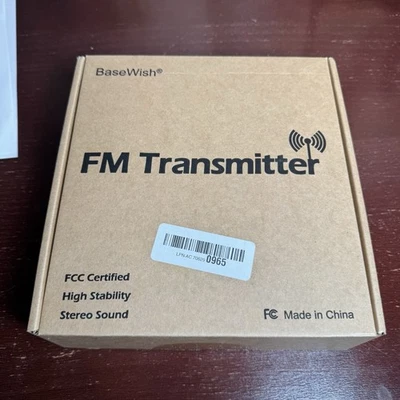 BaseWish®
FM Transmitter
0965
FCC Certified
High Stability
Stereo Sound
FC Made in China